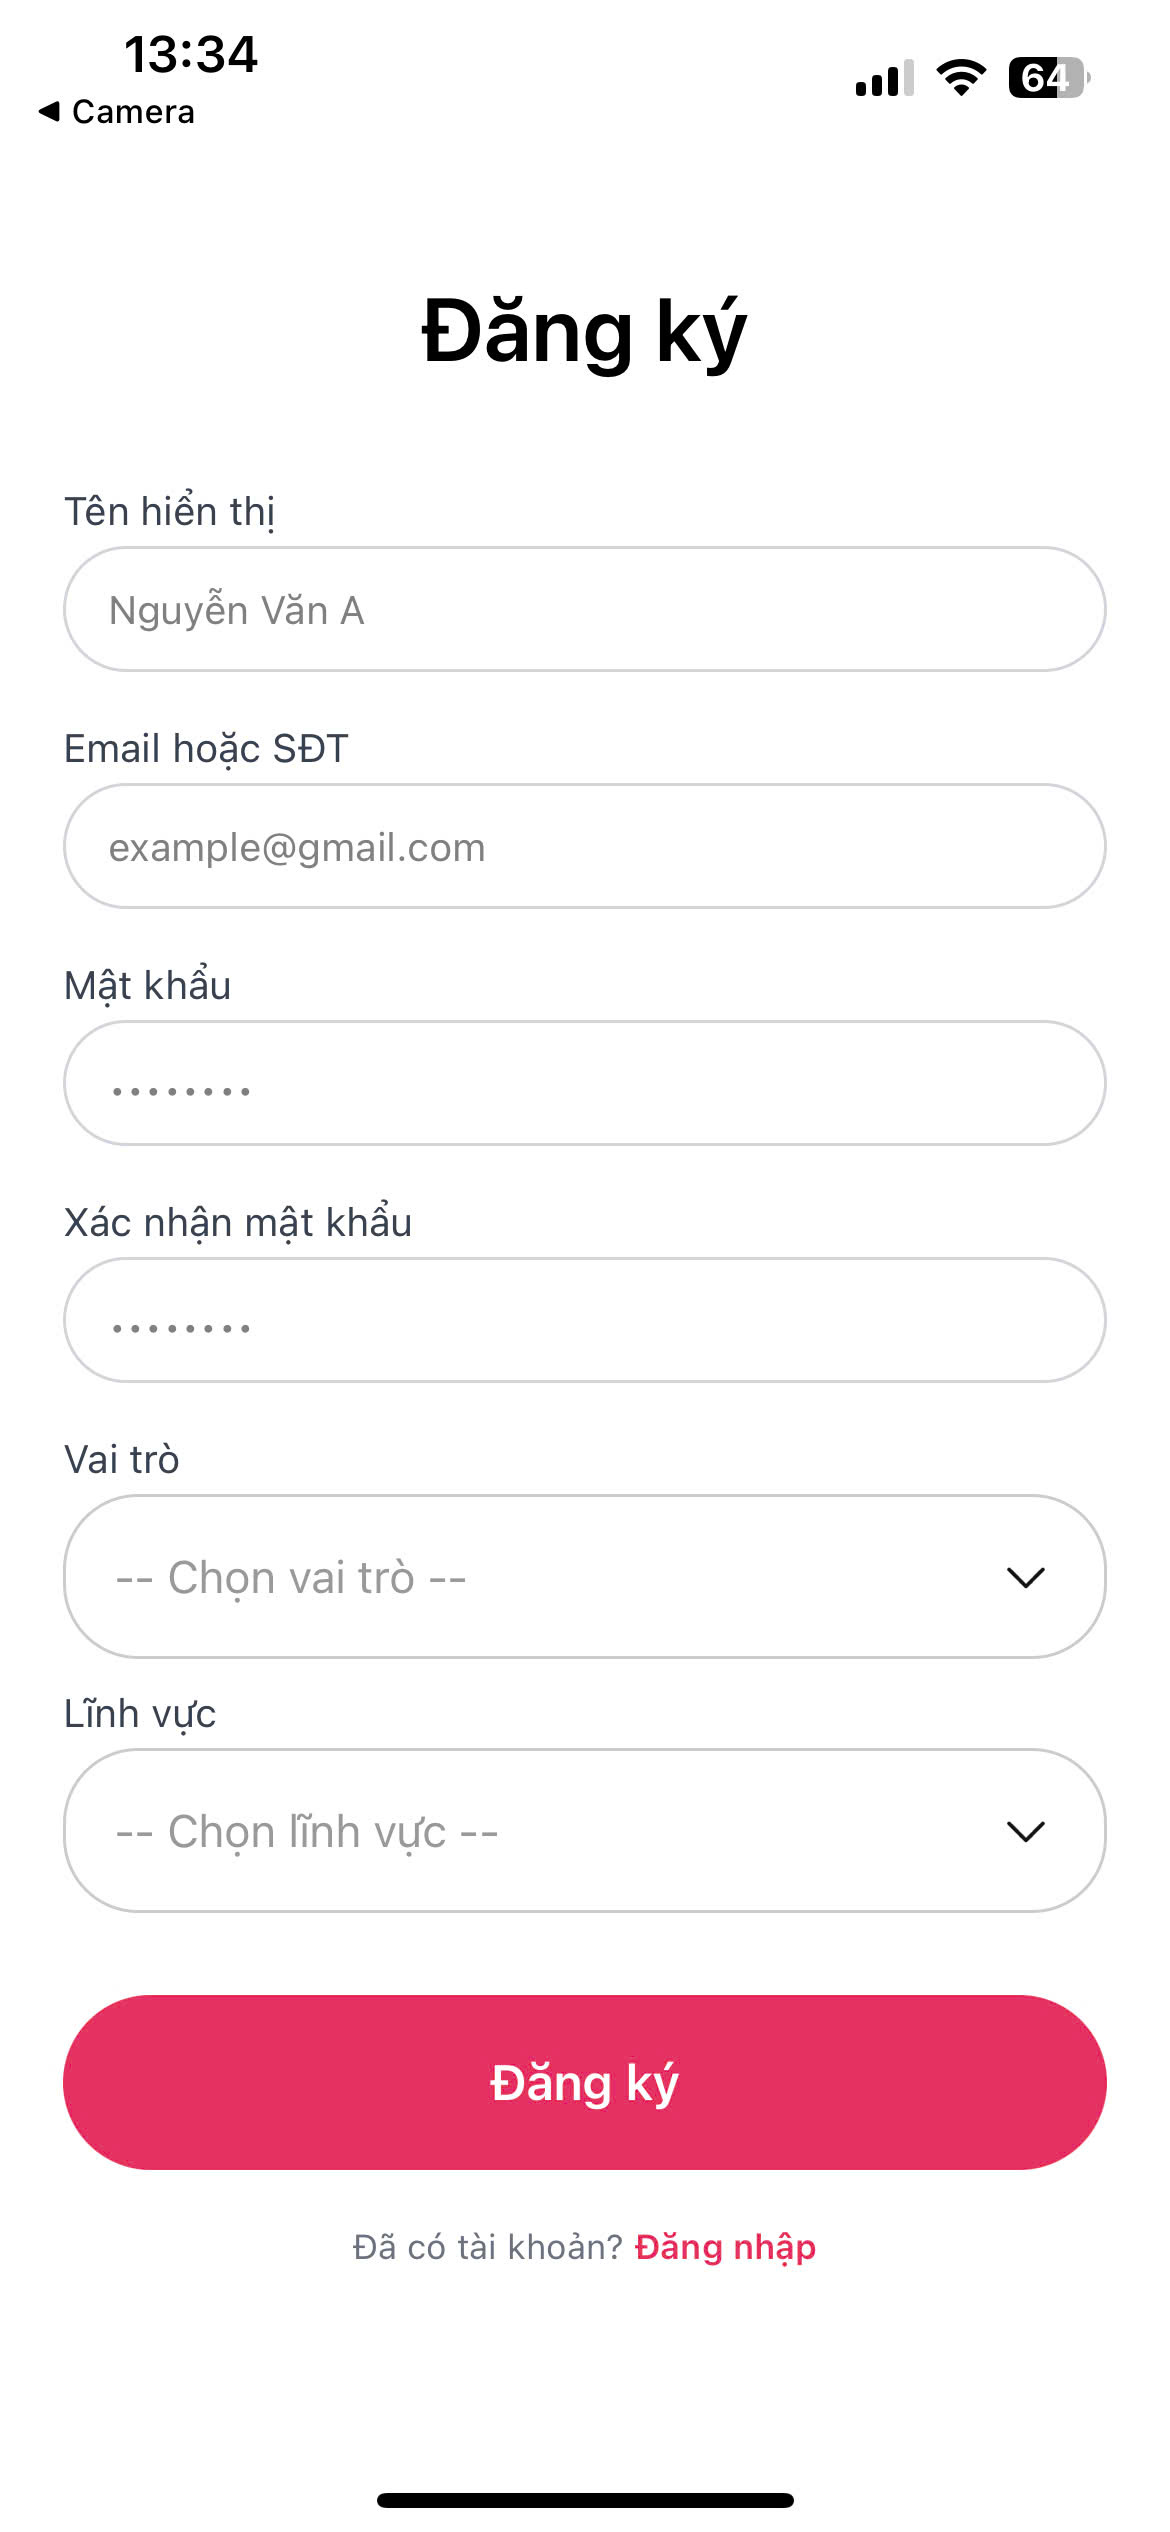 13:34
64
◀ Camera
Đăng ký
Tên hiển thị
Nguyễn Văn A
Email hoặc SĐT
example@gmail.com
Mật khẩu
••••••••
Xác nhận mật khẩu
••••••••
Vai trò
-- Chọn vai trò --
Lĩnh vực
-- Chọn lĩnh vực --
Đăng ký
Đã có tài khoản? Đăng nhập